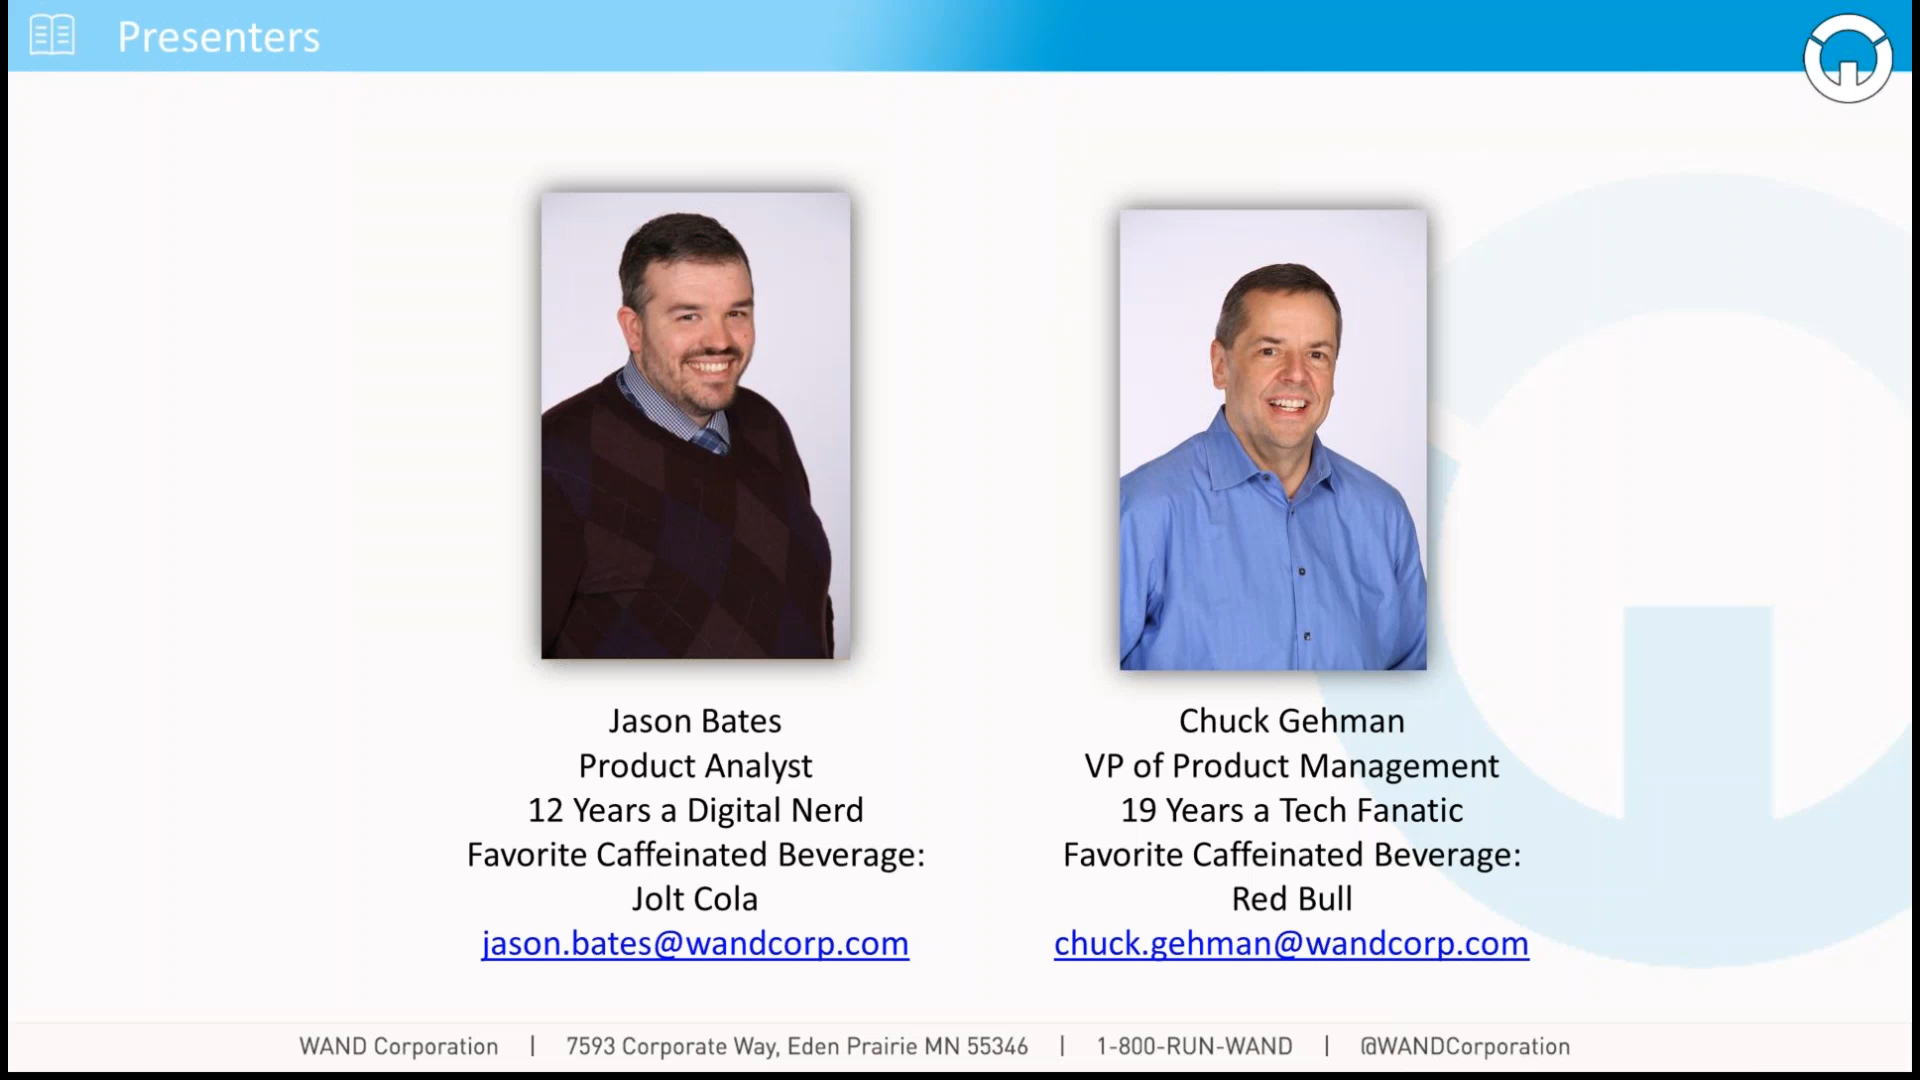 Presenters
Jason Bates
Product Analyst
12 Years a Digital Nerd
Favorite Caffeinated Beverage:
Jolt Cola
jason.bates@wandcorp.com
Chuck Gehman
VP of Product Management
19 Years a Tech Fanatic
Favorite Caffeinated Beverage:
Red Bull
chuck.gehman@wandcorp.com
WAND Corporation | 7593 Corporate Way, Eden Prairie MN 55346 | 1-800-RUN-WAND | @WANDCorporation